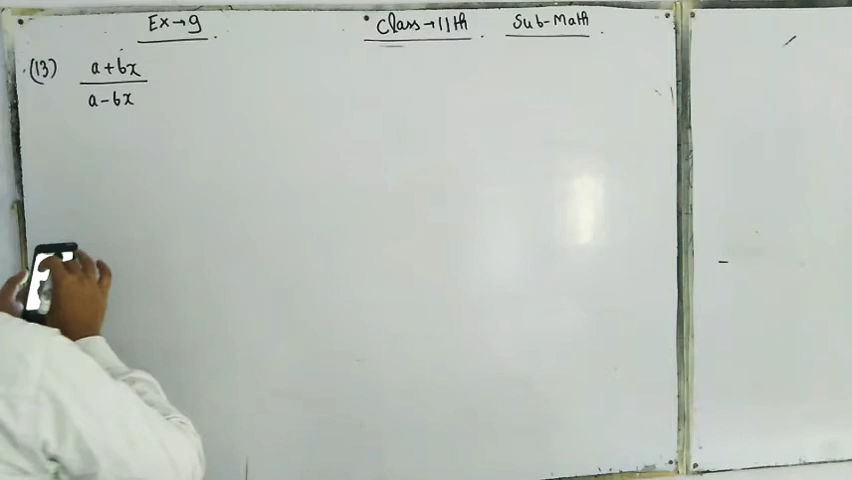 Ex→9 Class→11th Sub-Math
(13) a+bx
a-bx